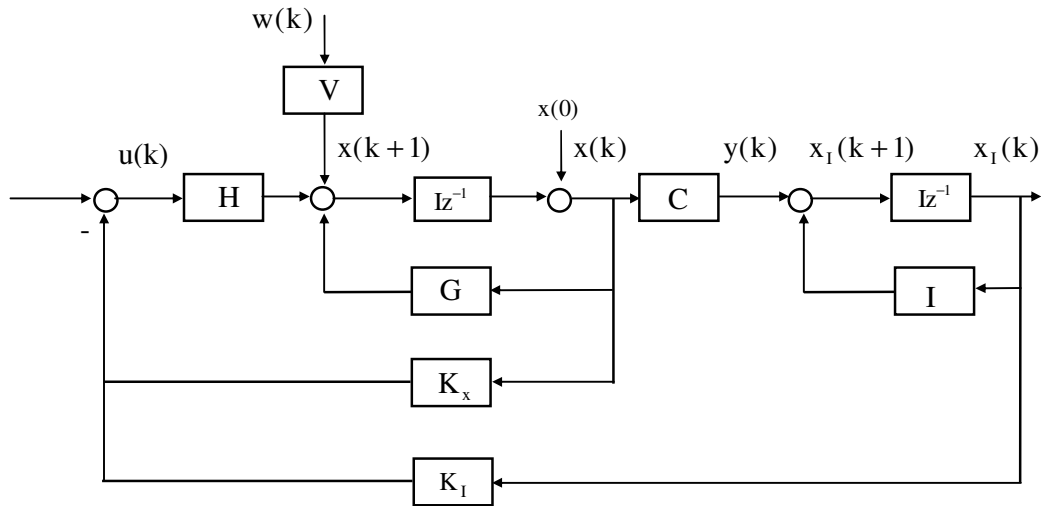 w(k)
V
x(0)
u(k)
x(k+1)
x(k)
y(k)
x_I(k+1)
x_I(k)
H
Iz⁻¹
C
Iz⁻¹
-
G
I
K_x
K_I